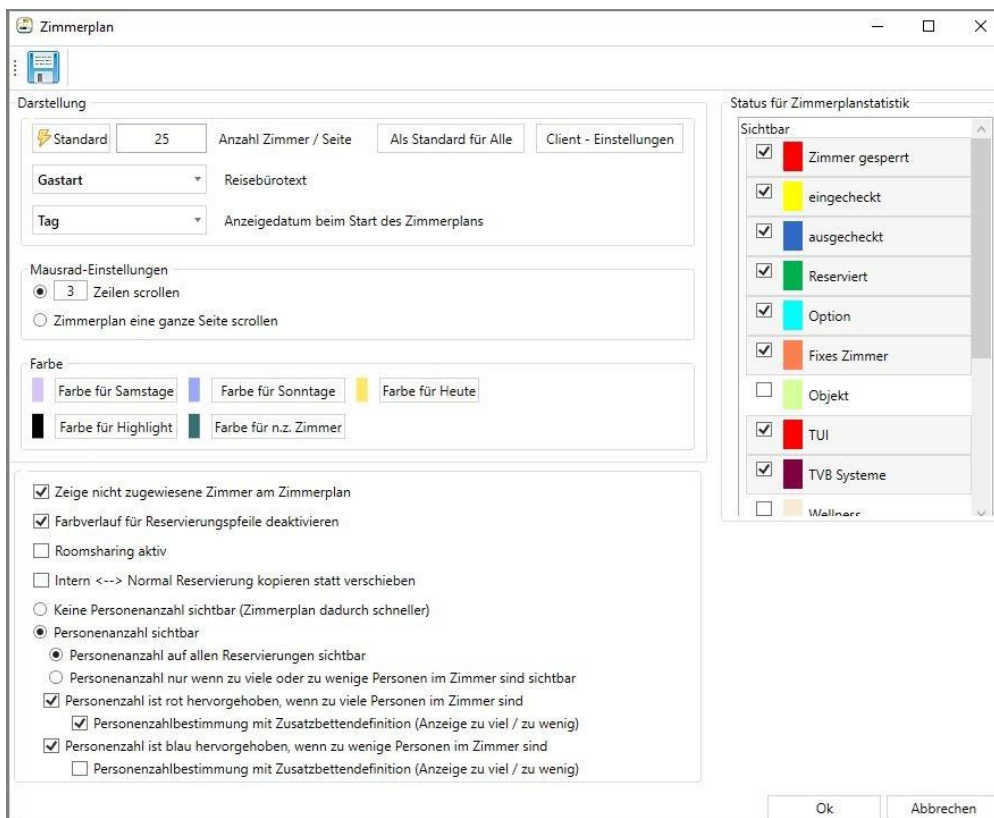 Zimmerplan
Darstellung
Standard 25 Anzahl Zimmer / Seite Als Standard für Alle Client - Einstellungen
Gastart Reisebürotext
Tag Anzeigedatum beim Start des Zimmerplans
Mausrad-Einstellungen
3 Zeilen scrollen
Zimmerplan eine ganze Seite scrollen
Farbe
Farbe für Samstage Farbe für Sonntage Farbe für Heute
Farbe für Highlight Farbe für n.z. Zimmer
Zeige nicht zugewiesene Zimmer am Zimmerplan
Farbverlauf für Reservierungspfeile deaktivieren
Roomsharing aktiv
Intern <--> Normal Reservierung kopieren statt verschieben
Keine Personenanzahl sichtbar (Zimmerplan dadurch schneller)
Personenanzahl sichtbar
Personenanzahl auf allen Reservierungen sichtbar
Personenanzahl nur wenn zu viele oder zu wenige Personen im Zimmer sind sichtbar
Personenzahl ist rot hervorgehoben, wenn zu viele Personen im Zimmer sind
Personenzahlbestimmung mit Zusatzbettendefinition (Anzeige zu viel / zu wenig)
Personenzahl ist blau hervorgehoben, wenn zu wenige Personen im Zimmer sind
Personenzahlbestimmung mit Zusatzbettendefinition (Anzeige zu viel / zu wenig)
Status für Zimmerplanstatistik
Sichtbar
Zimmer gesperrt
eingecheckt
ausgecheckt
Reserviert
Option
Fixes Zimmer
Objekt
TUI
TVB Systeme
Wellness
Ok Abbrechen